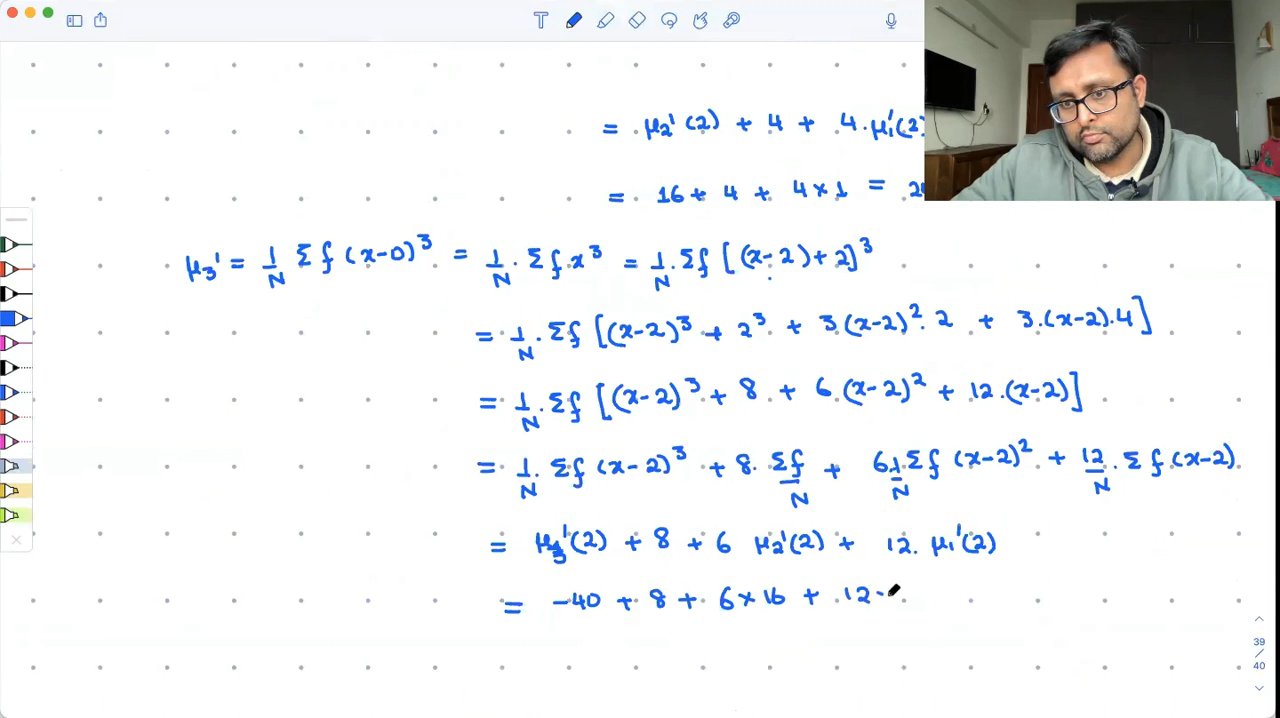 = μ₂'(2) + 4 + 4.μ₁'(2)
= 16 + 4 + 4×1 =
μ₃' = 1/N Σf(x-0)³ = 1/N . Σfx³ = 1/N . Σf[(x-2)+2]³
= 1/N . Σf[(x-2)³ + 2³ + 3(x-2)².2 + 3.(x-2).4]
= 1/N . Σf[(x-2)³ + 8 + 6.(x-2)² + 12.(x-2)]
= 1/N . Σf(x-2)³ + 8. Σf/N + 6.1/N Σf(x-2)² + 12/N . Σf(x-2)
= μ₃'(2) + 8 + 6 μ₂'(2) + 12. μ₁'(2)
= -40 + 8 + 6×16 + 12
39
/
40